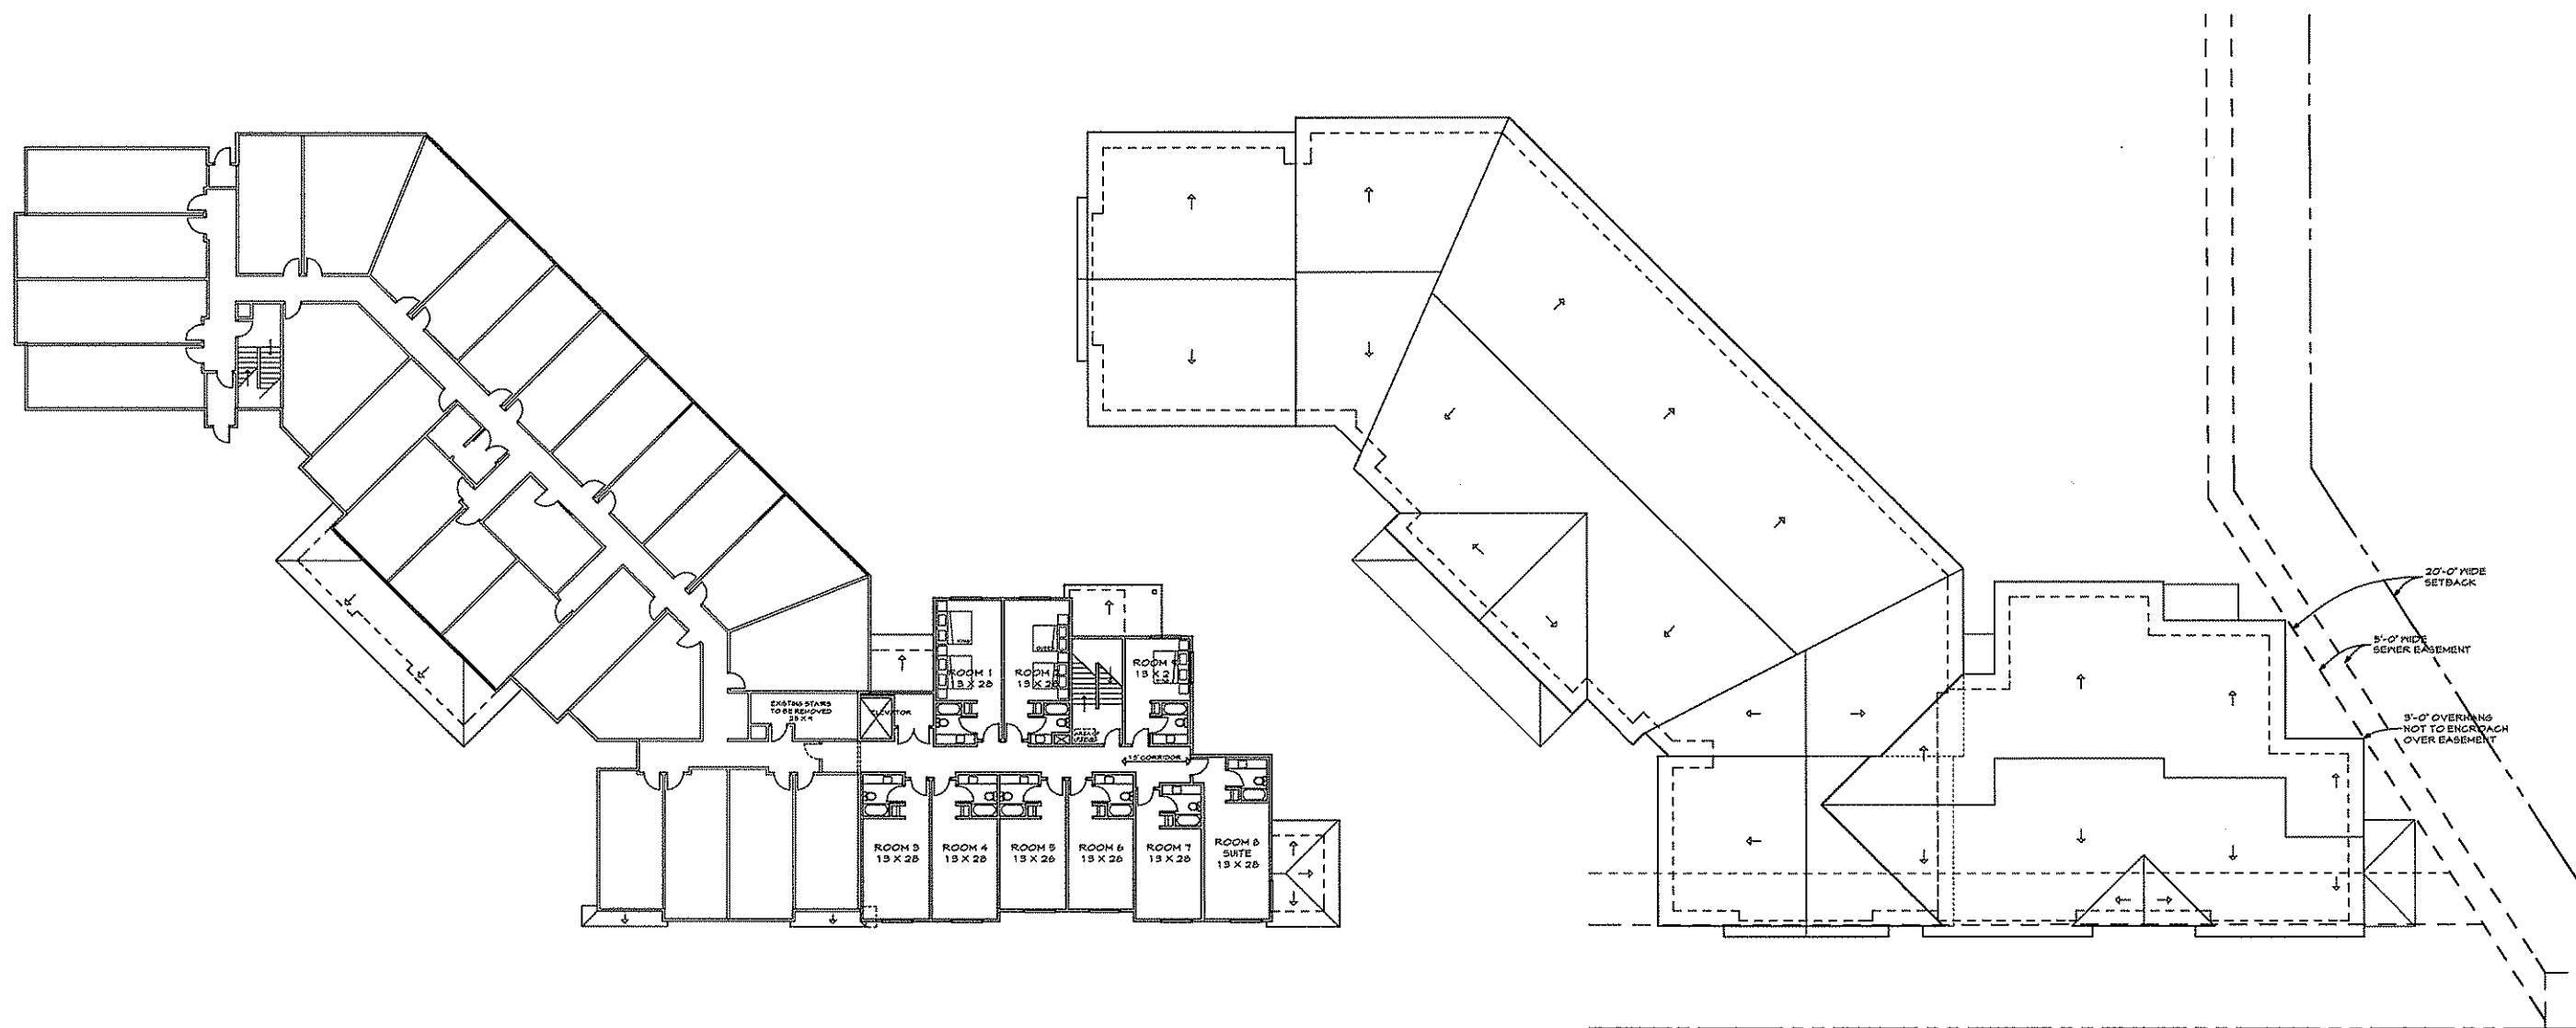 ROOM 1
13 X 28
ROOM
13 X 28
ROOM
13 X 2
EXISTING STAIRS
TO BE REMOVED
ELEVATOR
AREA OF
15' CORRIDOR
ROOM 3
13 X 28
ROOM 4
13 X 28
ROOM 5
13 X 28
ROOM 6
13 X 28
ROOM 7
13 X 28
ROOM 8
SUITE
13 X 28
20'-0" WIDE
SETBACK
5'-0" WIDE
SEWER EASEMENT
3'-0" OVERHANG
NOT TO ENCROACH
OVER EASEMENT